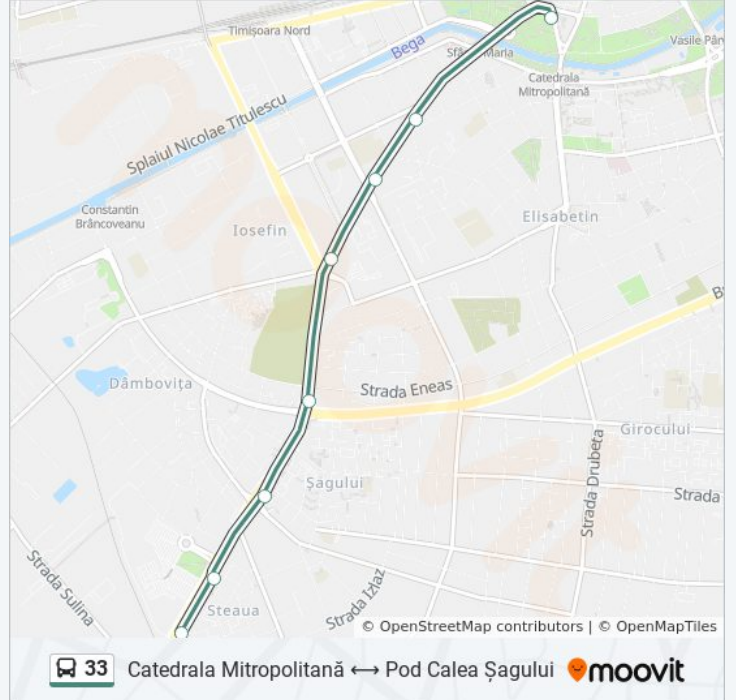 Timișoara Nord
Bega
Sfânta Maria
Vasile Pârv
Catedrala
Mitropolitană
Splaiul Nicolae Titulescu
Constantin
Brâncoveanu
Iosefin
Elisabetin
B
Dâmbovița
Strada Eneas
Girocului
Strada Drubeta
Șagului
Strada
Strada Sulina
Steaua
Strada Izlaz
© OpenStreetMap contributors | © OpenMapTiles
33 Catedrala Mitropolitană ⟷ Pod Calea Șagului moovit